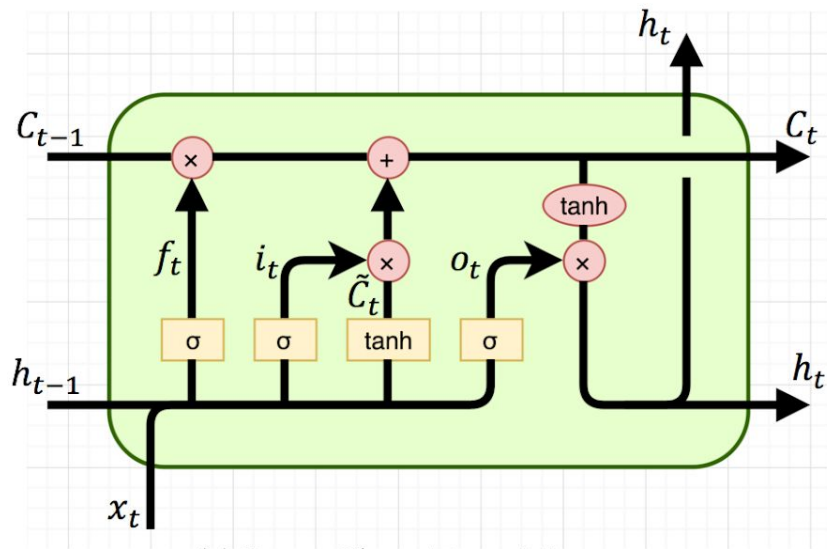 h_t
C_{t-1}
C_t
×
+
tanh
f_t
i_t
×
o_t
×
C̃_t
σ
σ
tanh
σ
h_{t-1}
h_t
x_t